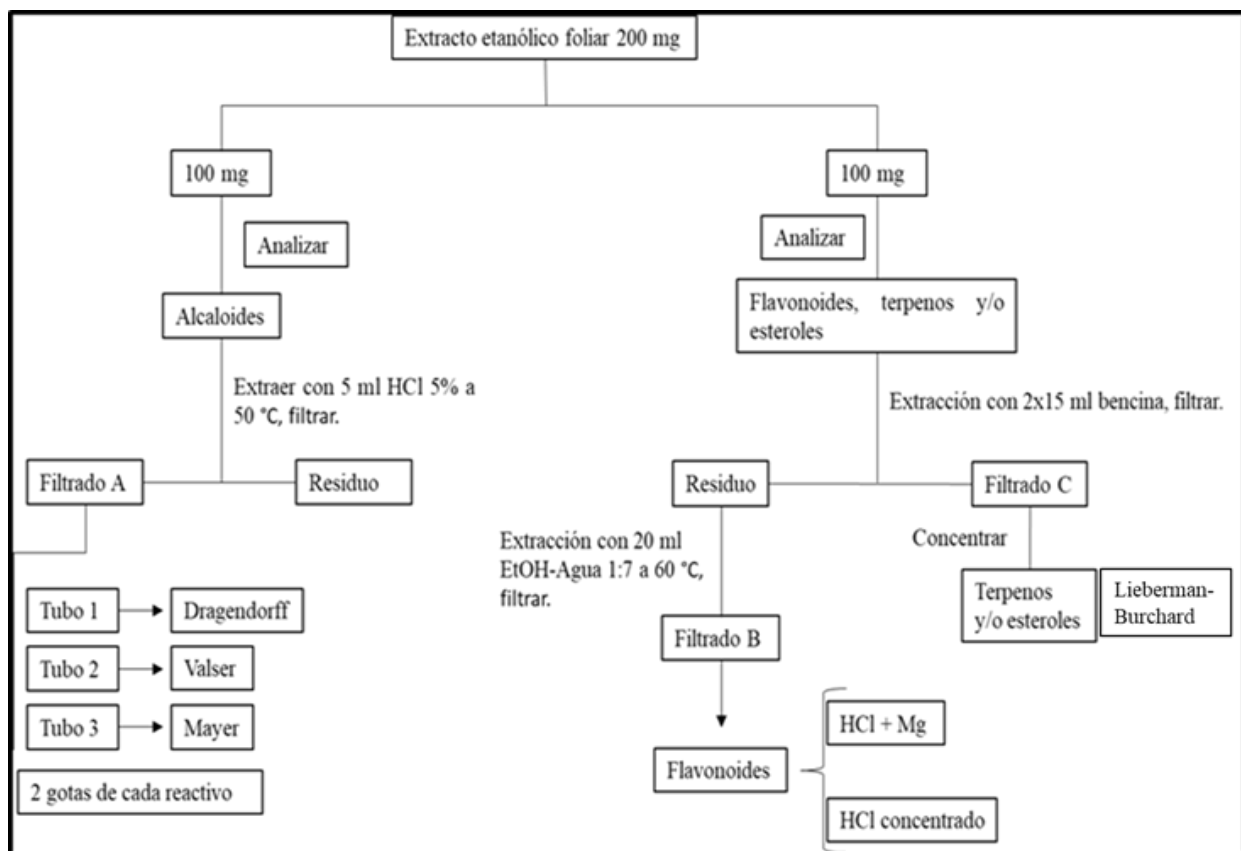 Extracto etanólico foliar 200 mg
100 mg
100 mg
Analizar
Analizar
Alcaloides
Flavonoides, terpenos y/o
esteroles
Extraer con 5 ml HCl 5% a
50 °C, filtrar.
Extracción con 2x15 ml bencina, filtrar.
Filtrado A
Residuo
Residuo
Filtrado C
Extracción con 20 ml
EtOH-Agua 1:7 a 60 °C,
filtrar.
Concentrar
Terpenos
y/o esteroles
Lieberman-
Burchard
Tubo 1
Dragendorff
Tubo 2
Valser
Tubo 3
Mayer
2 gotas de cada reactivo
Filtrado B
Flavonoides
HCl + Mg
HCl concentrado